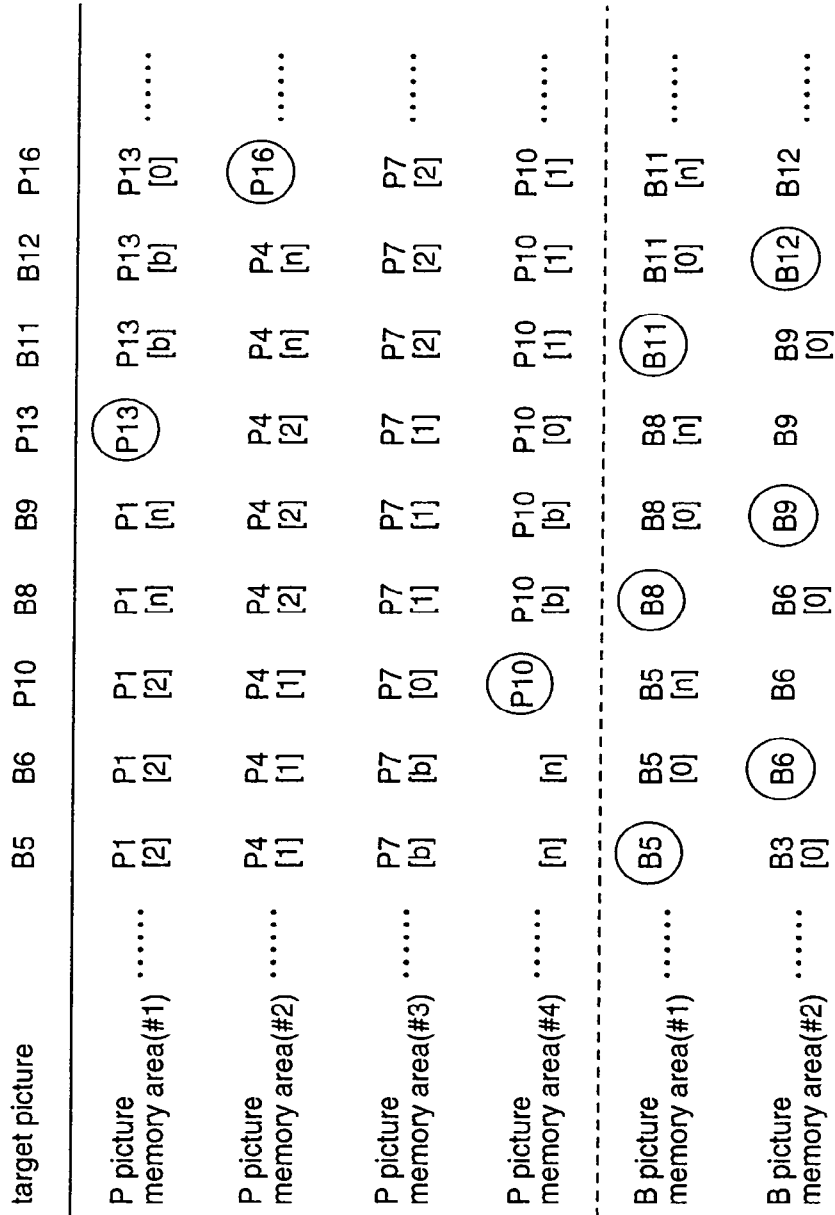 target picture B5 B6 P10 B8 B9 P13 B11 B12 P16
P picture P1 P1 P1 P1 P1 P13 P13 P13 P13
memory area(#1) ...... [2] [2] [2] [n] [n] [b] [b] [0] ......
P picture P4 P4 P4 P4 P4 P4 P4 P4 P16
memory area(#2) ...... [1] [1] [1] [2] [2] [2] [n] [n] ......
P picture P7 P7 P7 P7 P7 P7 P7 P7 P7
memory area(#3) ...... [b] [b] [0] [1] [1] [1] [2] [2] [2] ......
P picture P10 P10 P10 P10 P10 P10 P10
memory area(#4) ...... [n] [n] [b] [b] [0] [1] [1] [1] ......
B picture B5 B5 B5 B8 B8 B8 B11 B11 B11
memory area(#1) ...... [0] [n] [0] [n] [0] [n] ......
B picture B3 B6 B6 B6 B9 B9 B9 B12 B12
memory area(#2) ...... [0] [0] [0] ......